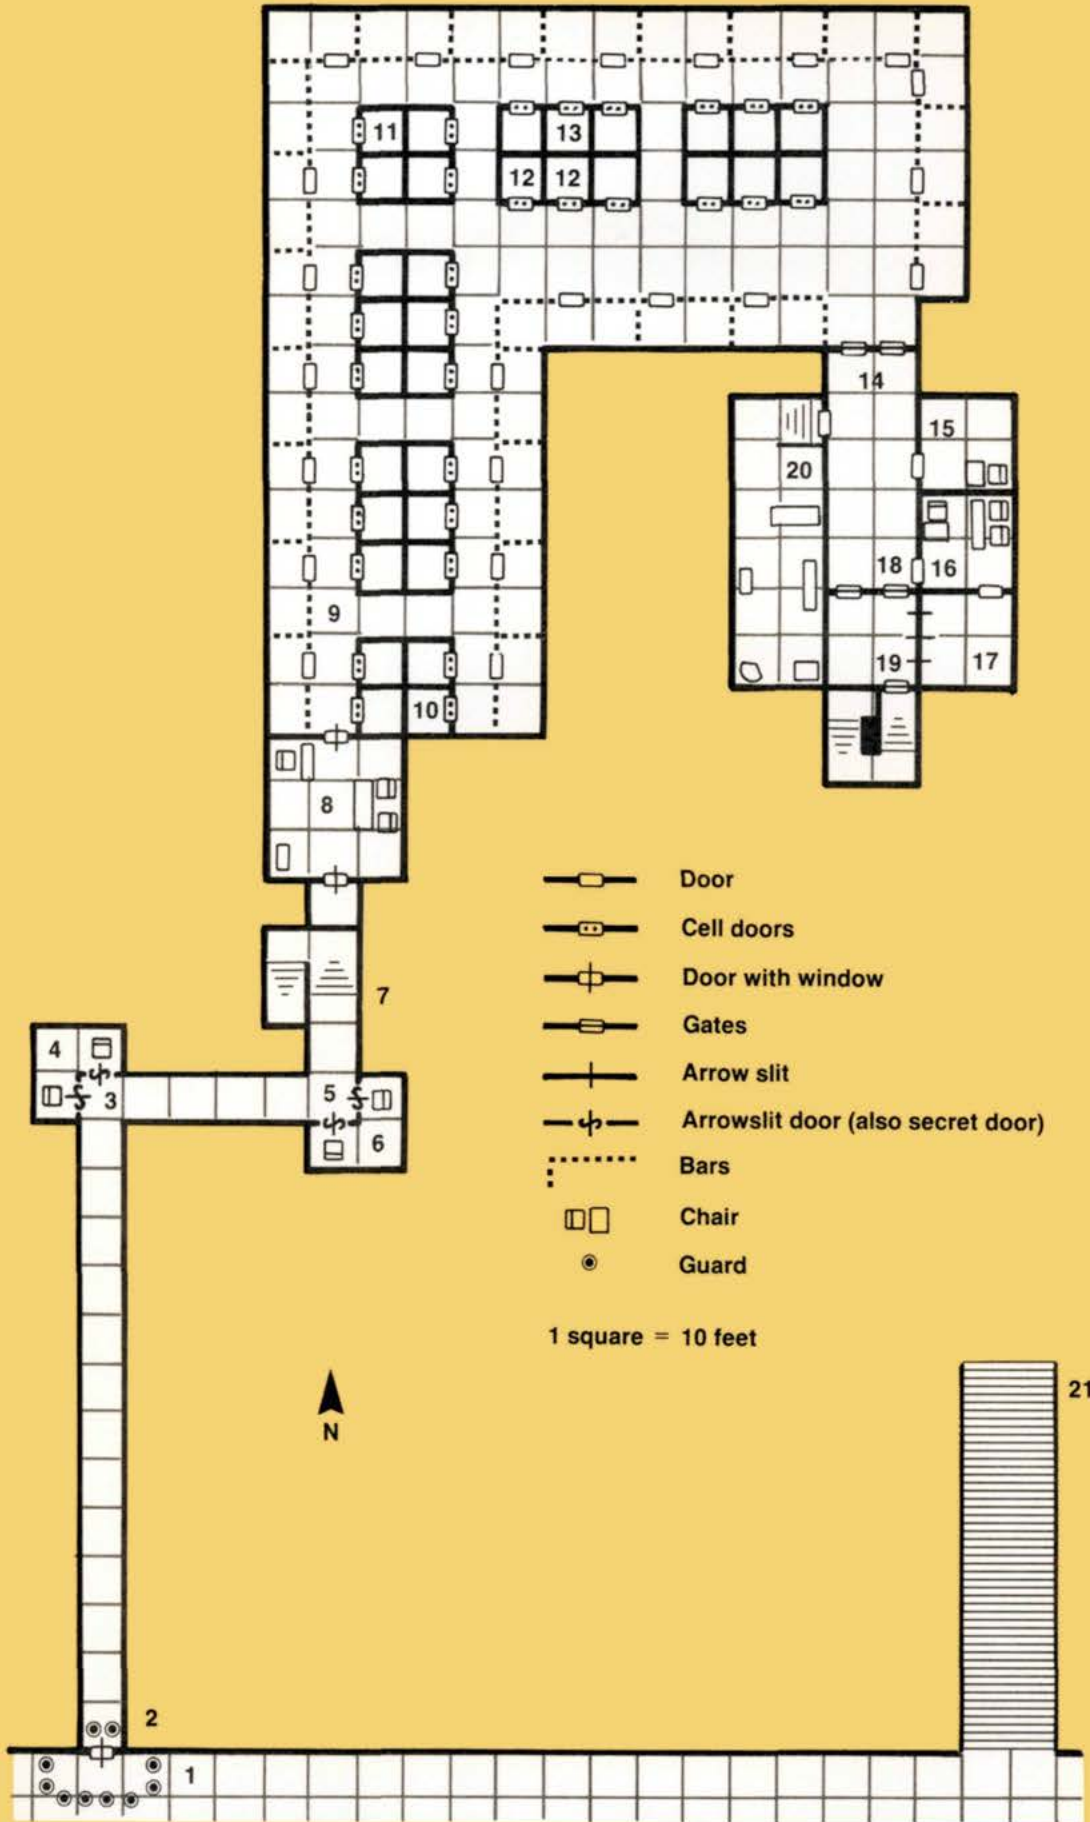 11
13
12 12
14
15
20
18 16
9
19 17
10
8
Door
Cell doors
Door with window
7
Gates
4
Arrow slit
5
3
Arrowslit door (also secret door)
6
Bars
Chair
Guard
1 square = 10 feet
21
N
2
1